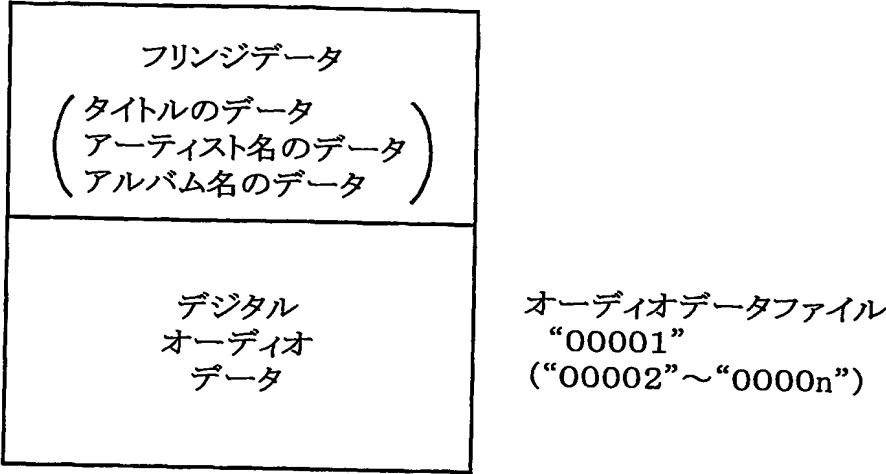 フリンジデータ
タイトルのデータ
アーティスト名のデータ
アルバム名のデータ
デジタル
オーディオ
データ
オーディオデータファイル
“00001”
(“00002”～“0000n”)